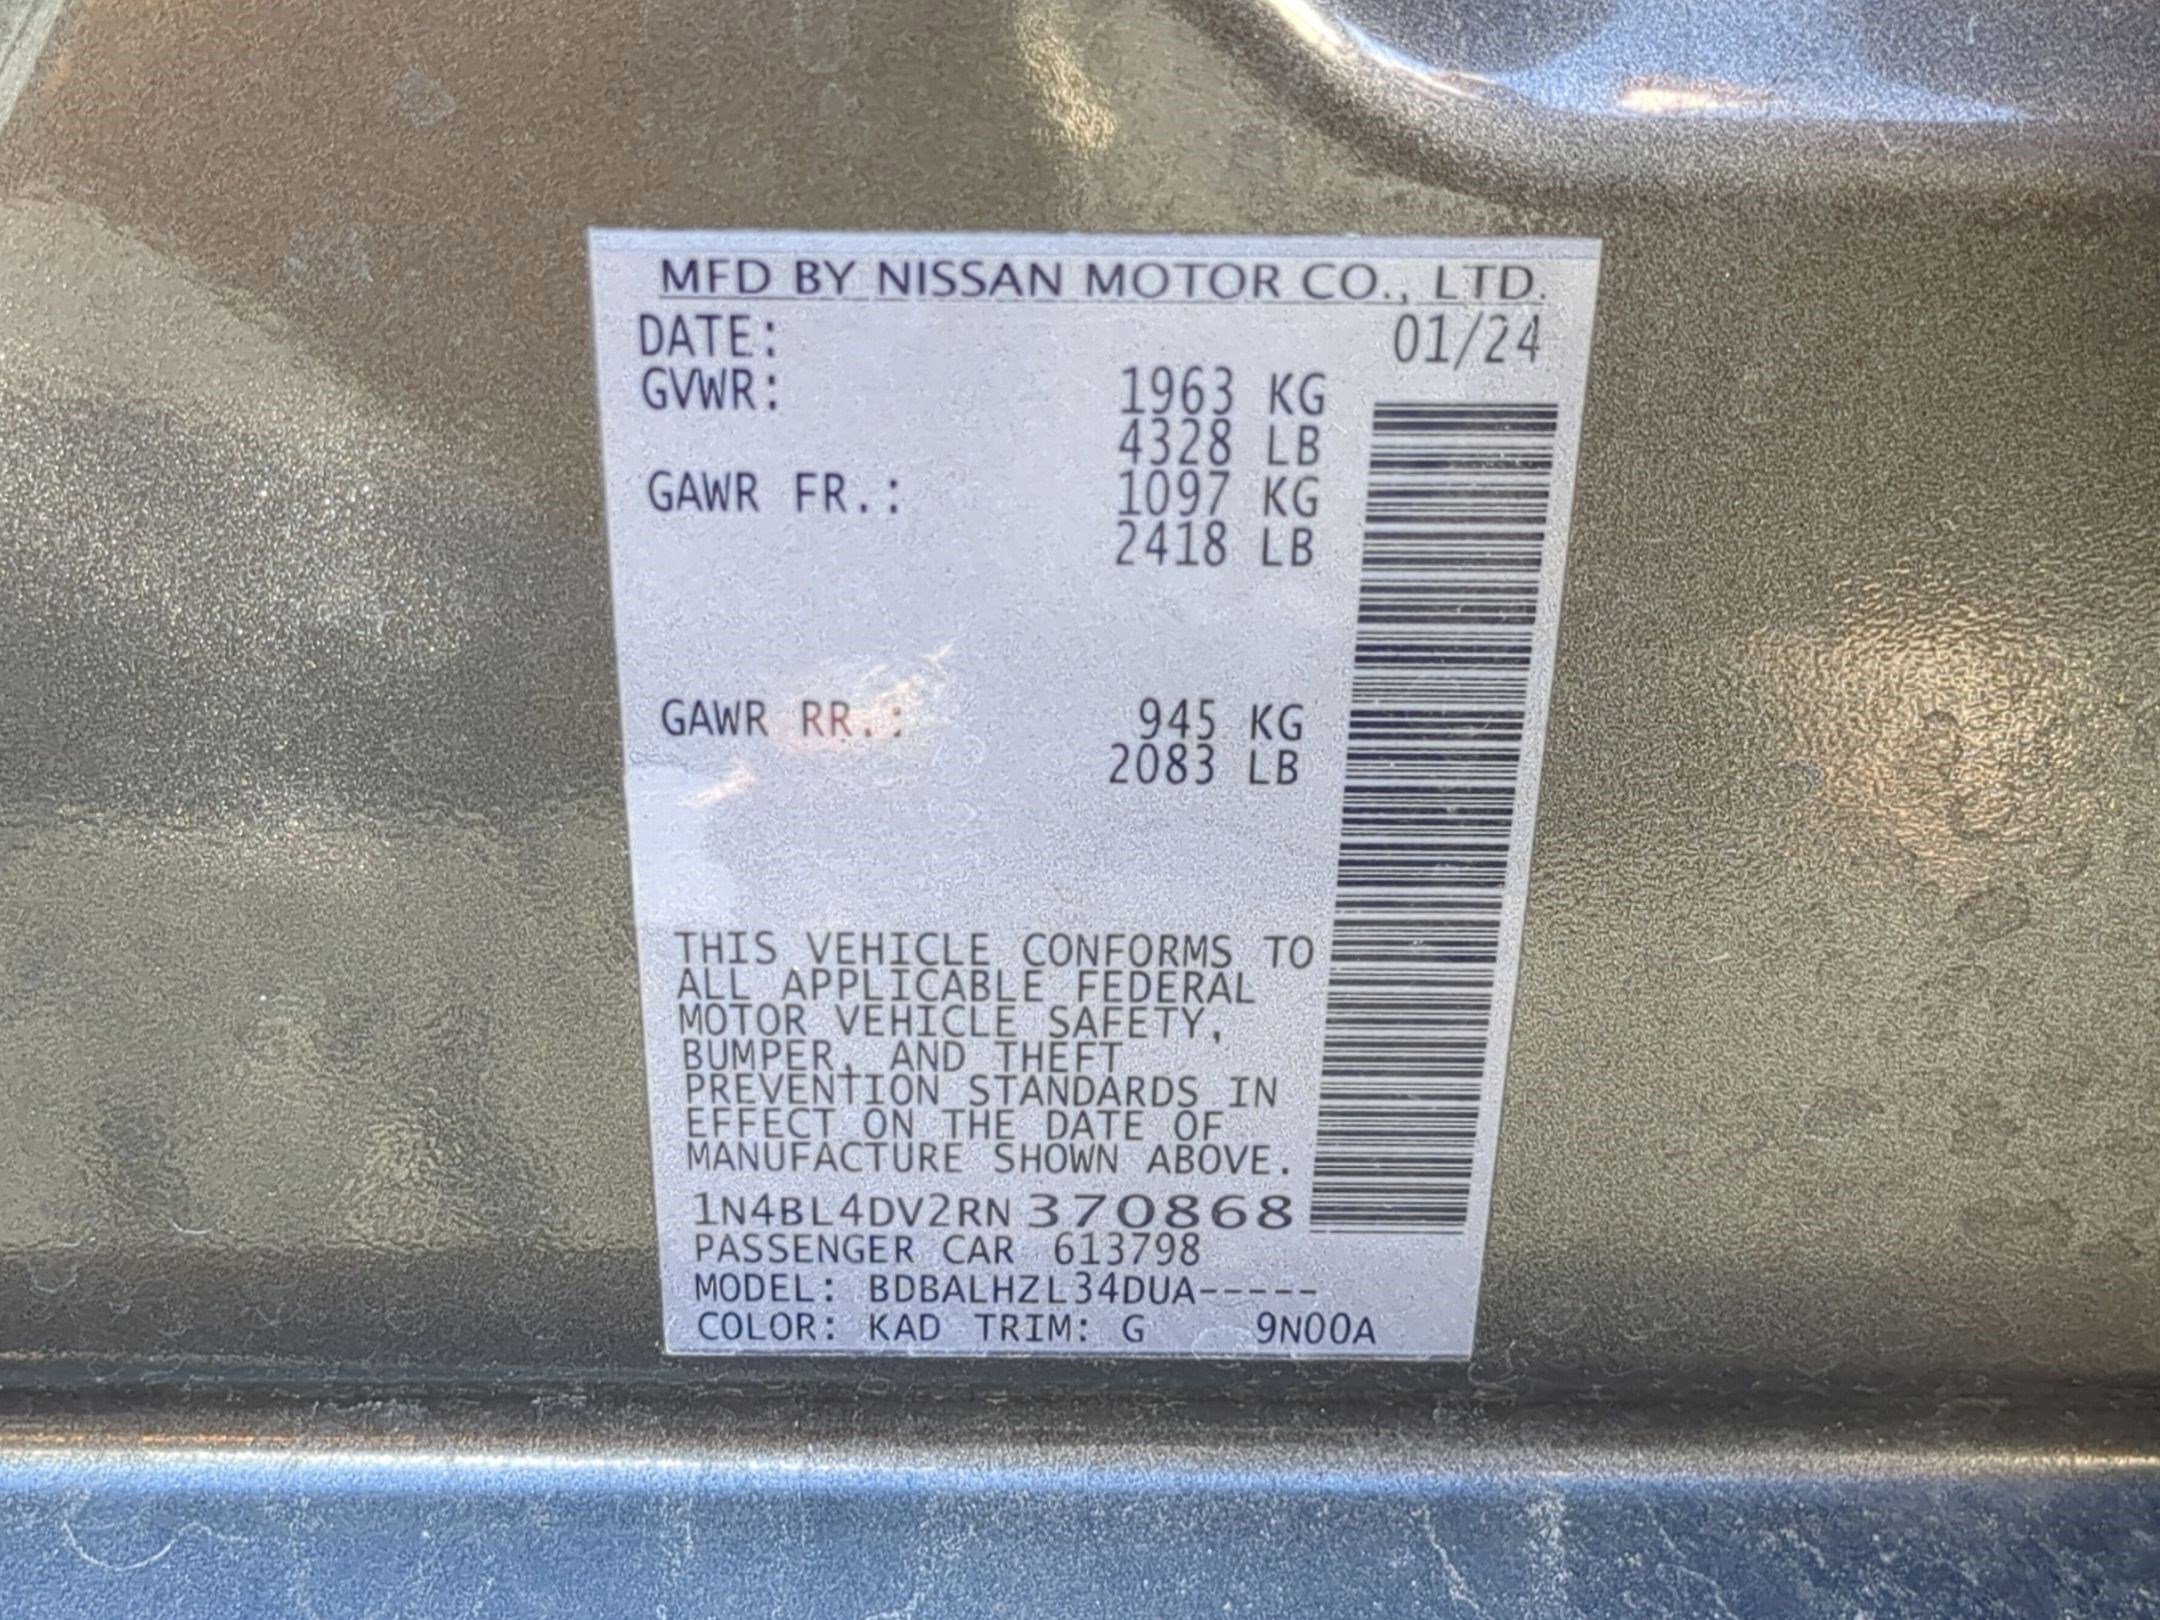 MFD BY NISSAN MOTOR CO., LTD.
DATE: 01/24
GVWR: 1963 KG
4328 LB
GAWR FR.: 1097 KG
2418 LB
GAWR RR.: 945 KG
2083 LB
THIS VEHICLE CONFORMS TO
ALL APPLICABLE FEDERAL
MOTOR VEHICLE SAFETY,
BUMPER, AND THEFT
PREVENTION STANDARDS IN
EFFECT ON THE DATE OF
MANUFACTURE SHOWN ABOVE.
1N4BL4DV2RN370868
PASSENGER CAR 613798
MODEL: BDBALHZL34DUA-----
COLOR: KAD TRIM: G 9N00A